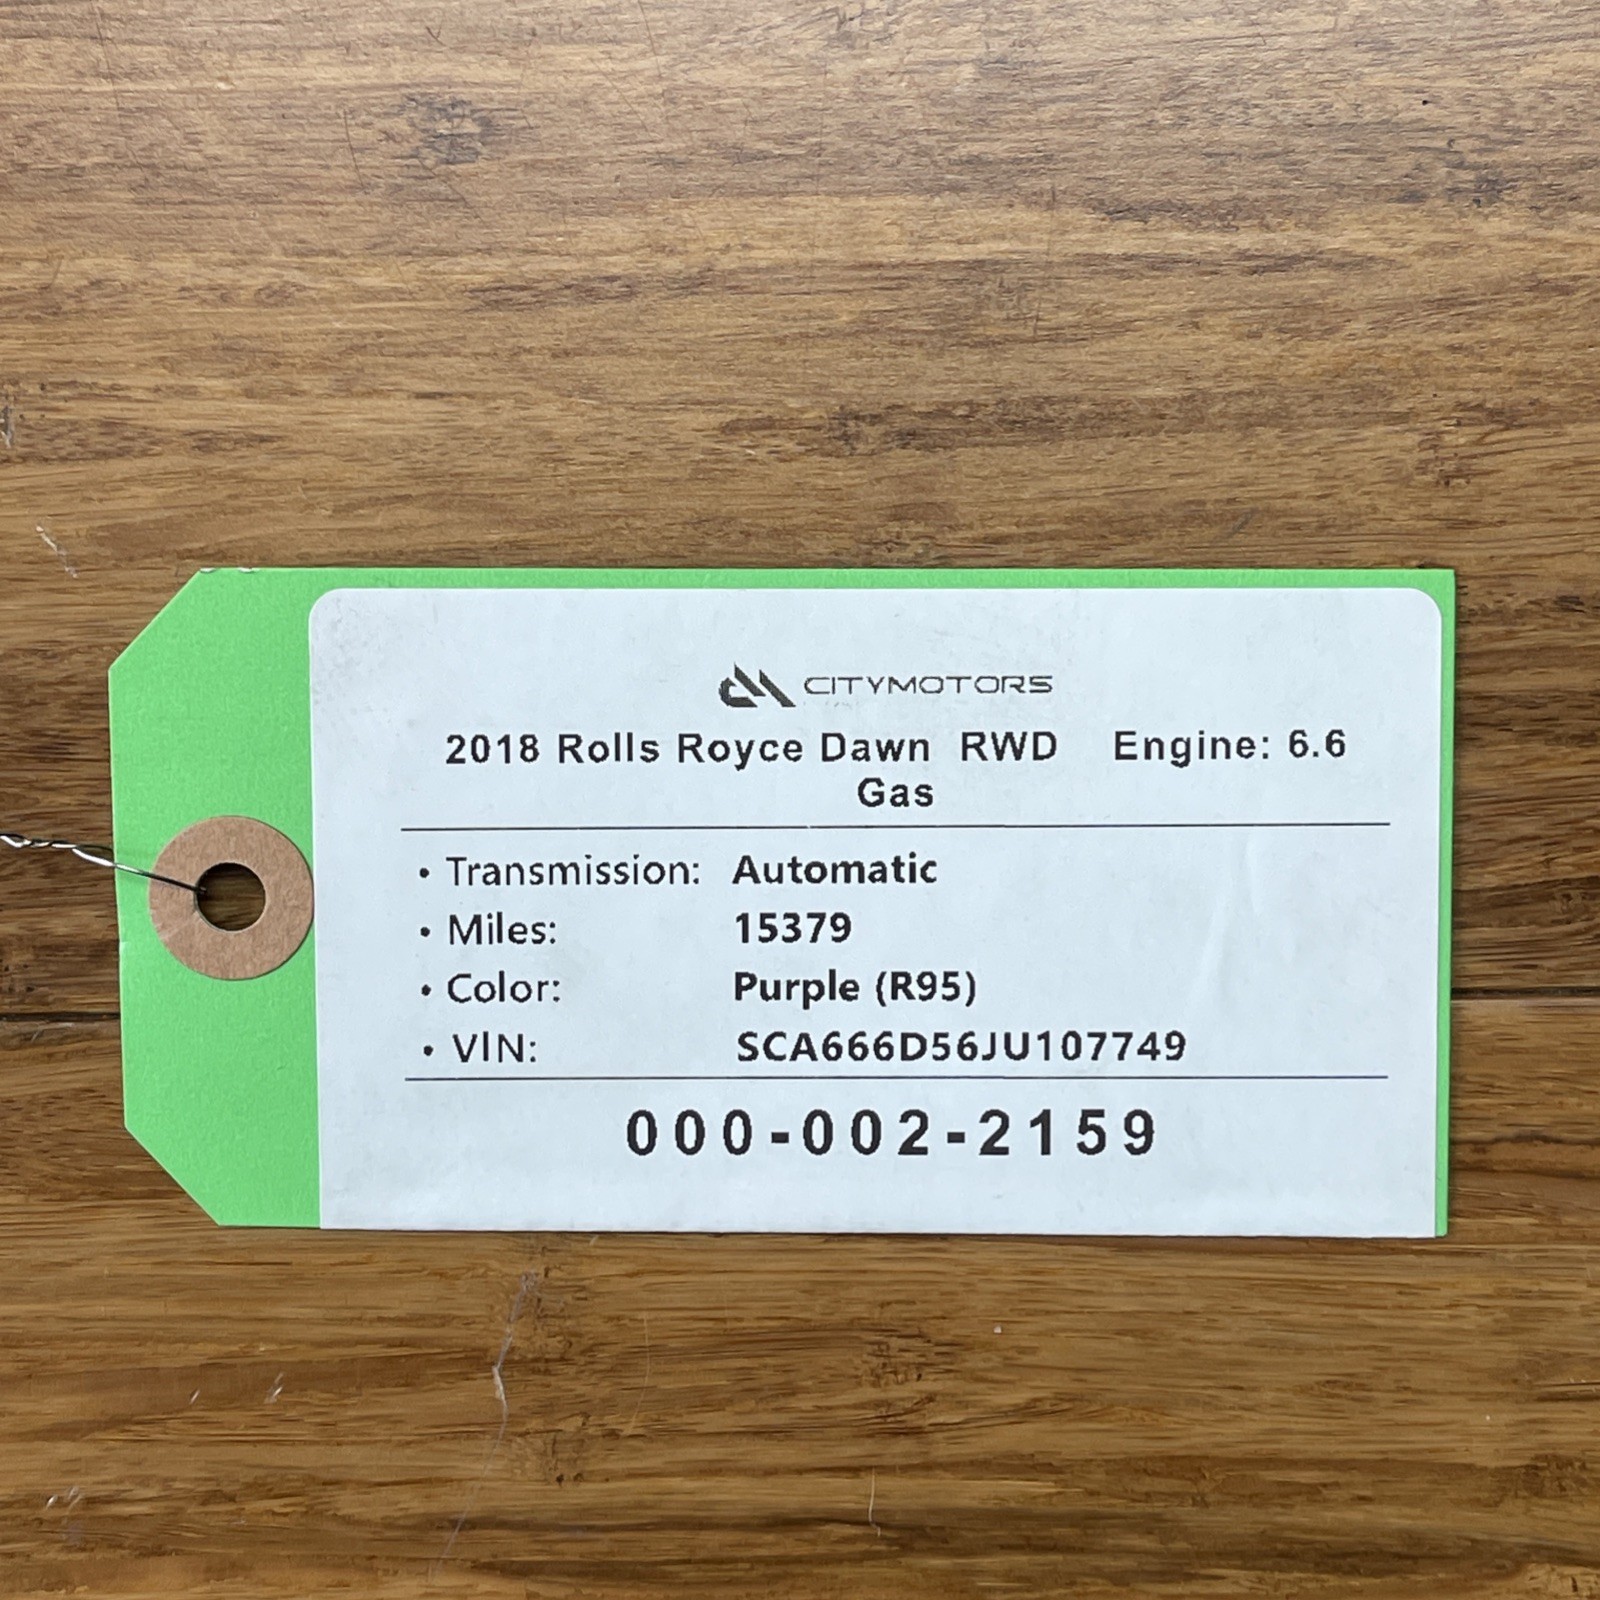 CITYMOTORS
2018 Rolls Royce Dawn RWD Engine: 6.6
Gas
• Transmission: Automatic
• Miles: 15379
• Color: Purple (R95)
• VIN: SCA666D56JU107749
000-002-2159